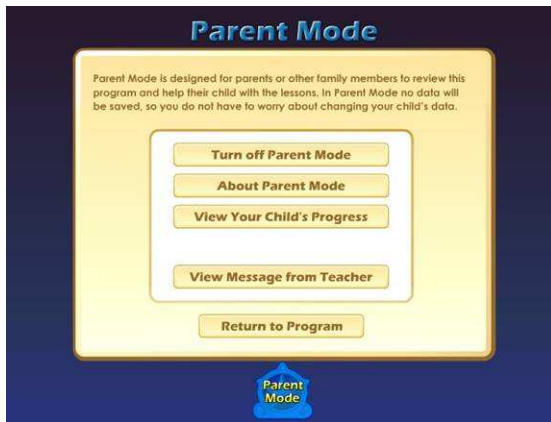 Parent Mode
Parent Mode is designed for parents or other family members to review this
program and help their child with the lessons. In Parent Mode no data will
be saved, so you do not have to worry about changing your child's data.
Turn off Parent Mode
About Parent Mode
View Your Child's Progress
View Message from Teacher
Return to Program
Parent
Mode